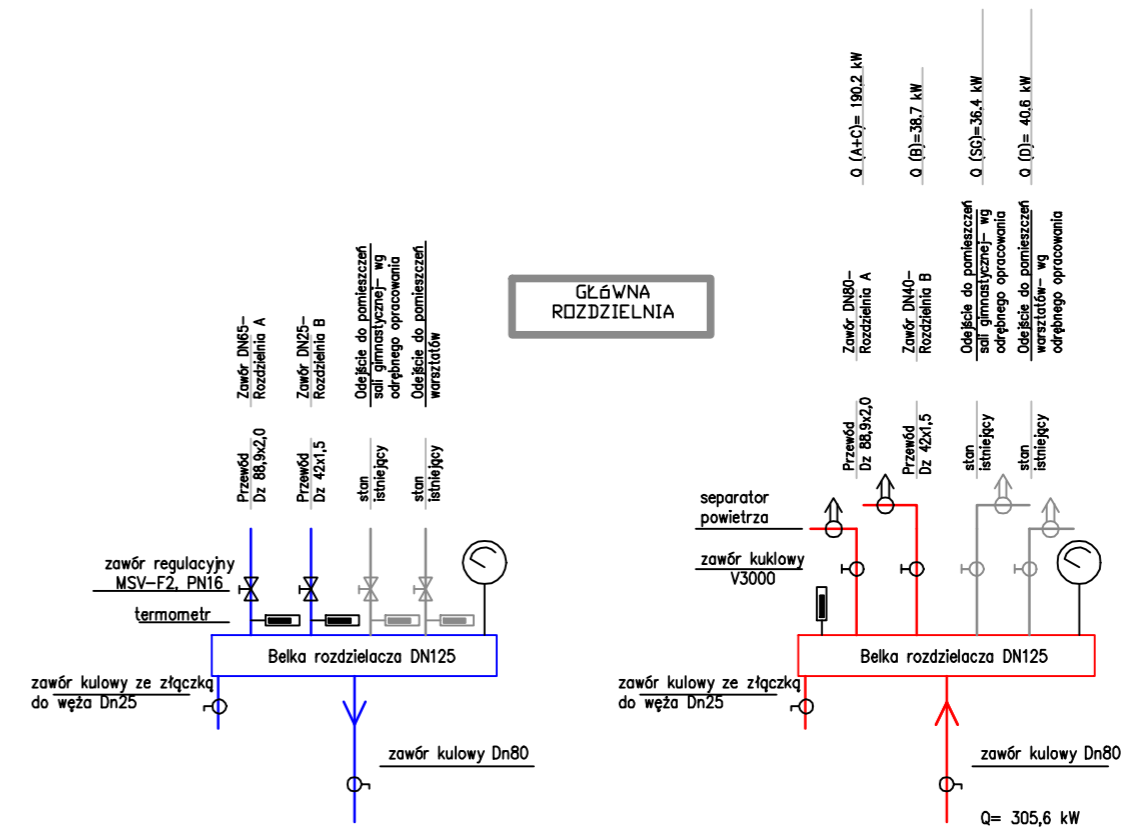 Q (A+C)= 190,2 kW
Q (B)=38,7 kW
Q (SG)=36,4 kW
Q (D)= 40,6 kW
GŁóWNA
ROZDZIELNIA
Zawór DN65-
Rozdzielnia A
Zawór DN25-
Rozdzielnia B
Odejście do pomieszczeń
sali gimnastycznej- wg
odrębnego opracowania
Odejście do pomieszczeń
warsztatów
Przewód
Dz 88,9x2,0
Przewód
Dz 42x1,5
stan
istniejący
stan
istniejący
zawór regulacyjny
MSV-F2, PN16
termometr
Belka rozdzielacza DN125
zawór kulowy ze złączką
do węża Dn25
zawór kulowy Dn80
Zawór DN80-
Rozdzielnia A
Zawór DN40-
Rozdzielnia B
Odejście do pomieszczeń
sali gimnastycznej- wg
odrębnego opracowania
Odejście do pomieszczeń
warsztatów- wg
odrębnego opracowania
Przewód
Dz 88,9x2,0
Przewód
Dz 42x1,5
stan
istniejący
stan
istniejący
separator
powietrza
zawór kuklowy
V3000
Belka rozdzielacza DN125
zawór kulowy ze złączką
do węża Dn25
zawór kulowy Dn80
Q= 305,6 kW